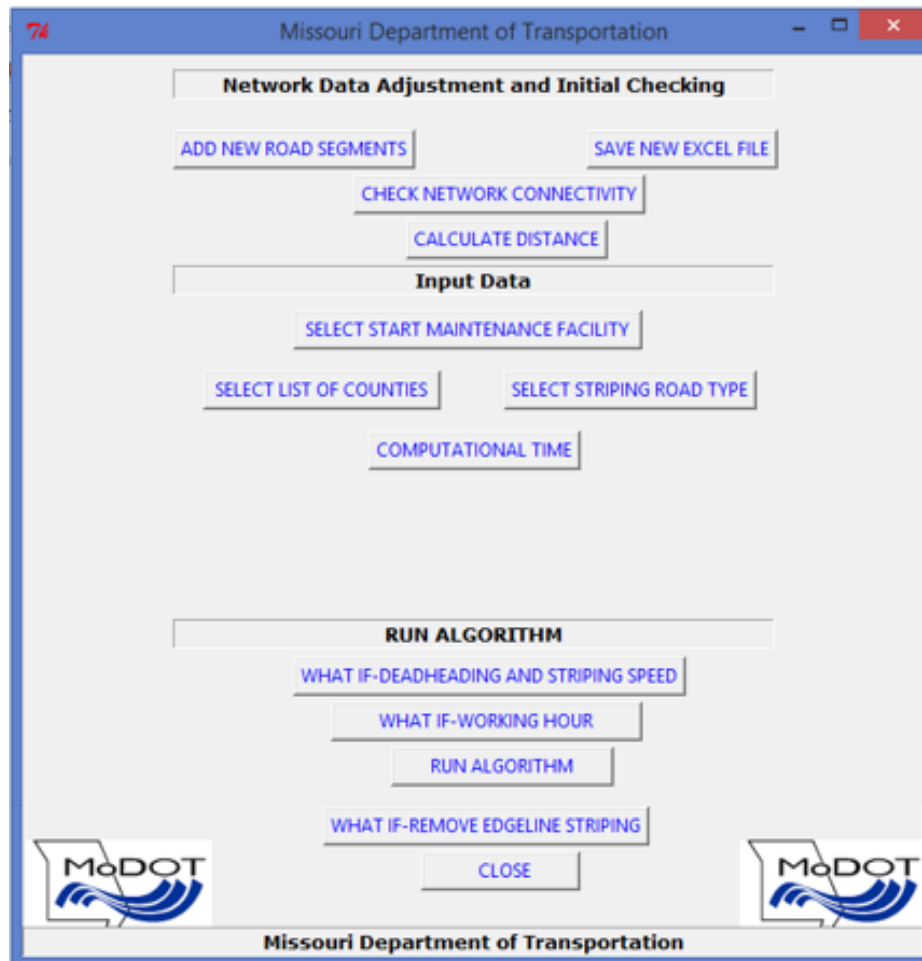 Missouri Department of Transportation
Network Data Adjustment and Initial Checking
ADD NEW ROAD SEGMENTS SAVE NEW EXCEL FILE
CHECK NETWORK CONNECTIVITY
CALCULATE DISTANCE
Input Data
SELECT START MAINTENANCE FACILITY
SELECT LIST OF COUNTIES SELECT STRIPING ROAD TYPE
COMPUTATIONAL TIME
RUN ALGORITHM
WHAT IF-DEADHEADING AND STRIPING SPEED
WHAT IF-WORKING HOUR
RUN ALGORITHM
WHAT IF-REMOVE EDGELINE STRIPING
CLOSE
MoDOT MoDOT
Missouri Department of Transportation